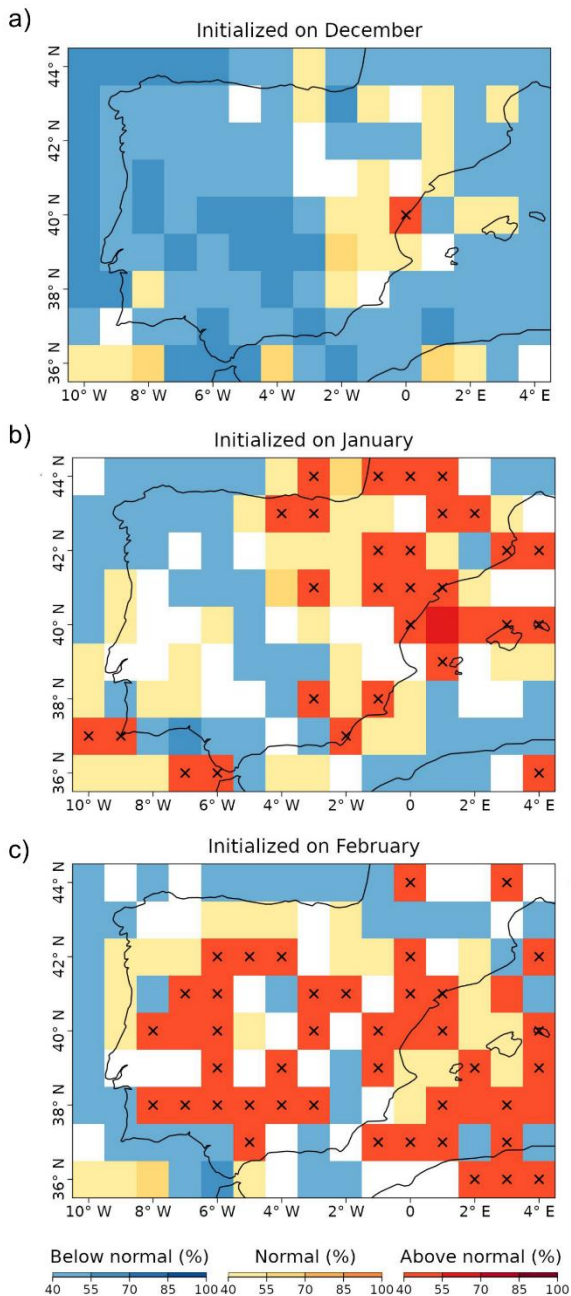 a)
Initialized on December
44° N
42° N
40° N
38° N
36° N
10° W 8° W 6° W 4° W 2° W 0 2° E 4° E
b)
Initialized on January
44° N
42° N
40° N
38° N
36° N
10° W 8° W 6° W 4° W 2° W 0 2° E 4° E
c)
Initialized on February
44° N
42° N
40° N
38° N
36° N
10° W 8° W 6° W 4° W 2° W 0 2° E 4° E
Below normal (%) Normal (%) Above normal (%)
40 55 70 85 100 40 55 70 85 100 40 55 70 85 100